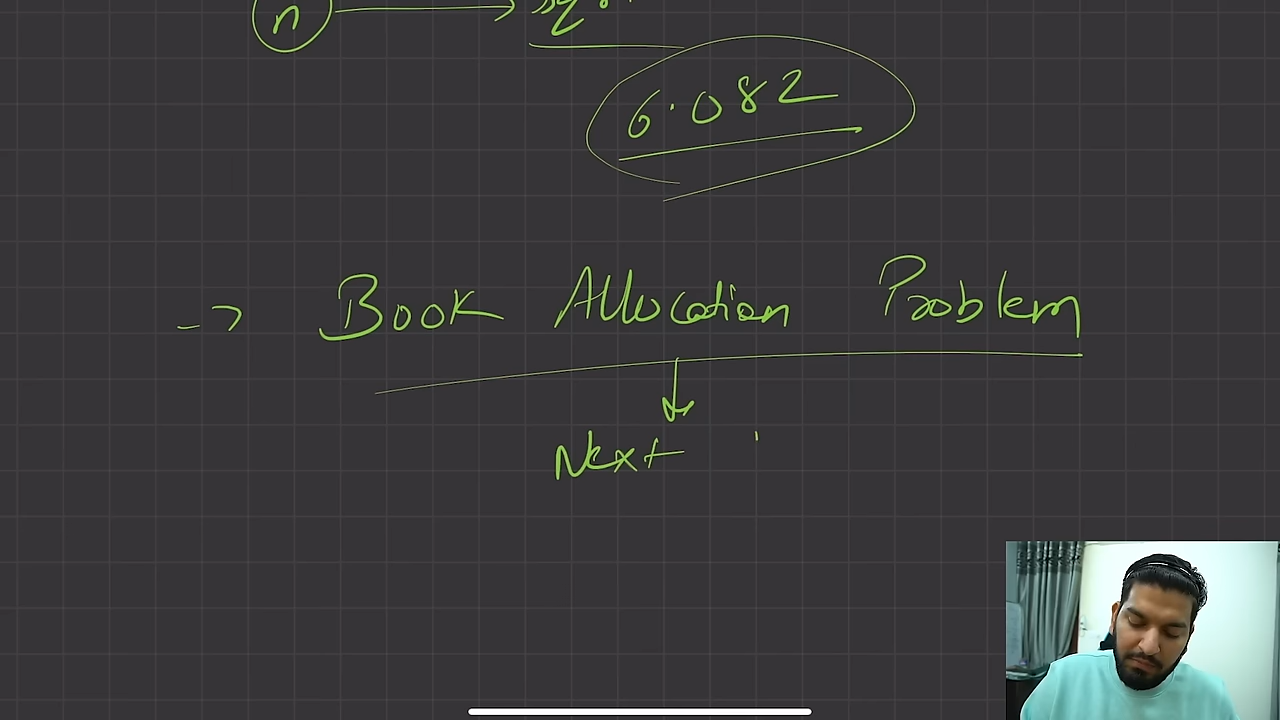 n →
6.082
-> Book Allocation Problem
↓
Next